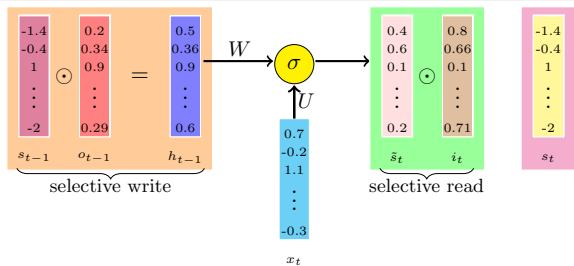 -1.4 0.2 0.5 0.4 0.8 -1.4
-0.4 0.34 0.36 W 0.6 0.66 -0.4
1 ⊙ 0.9 = 0.9 σ 0.1 ⊙ 0.1 1
⋮ ⋮ ⋮ U ⋮ ⋮ ⋮
-2 0.29 0.6 0.2 0.71 -2
s_{t−1} o_{t−1} h_{t−1} s̃_t i_t s_t
selective write selective read
0.7
-0.2
1.1
⋮
-0.3
x_t